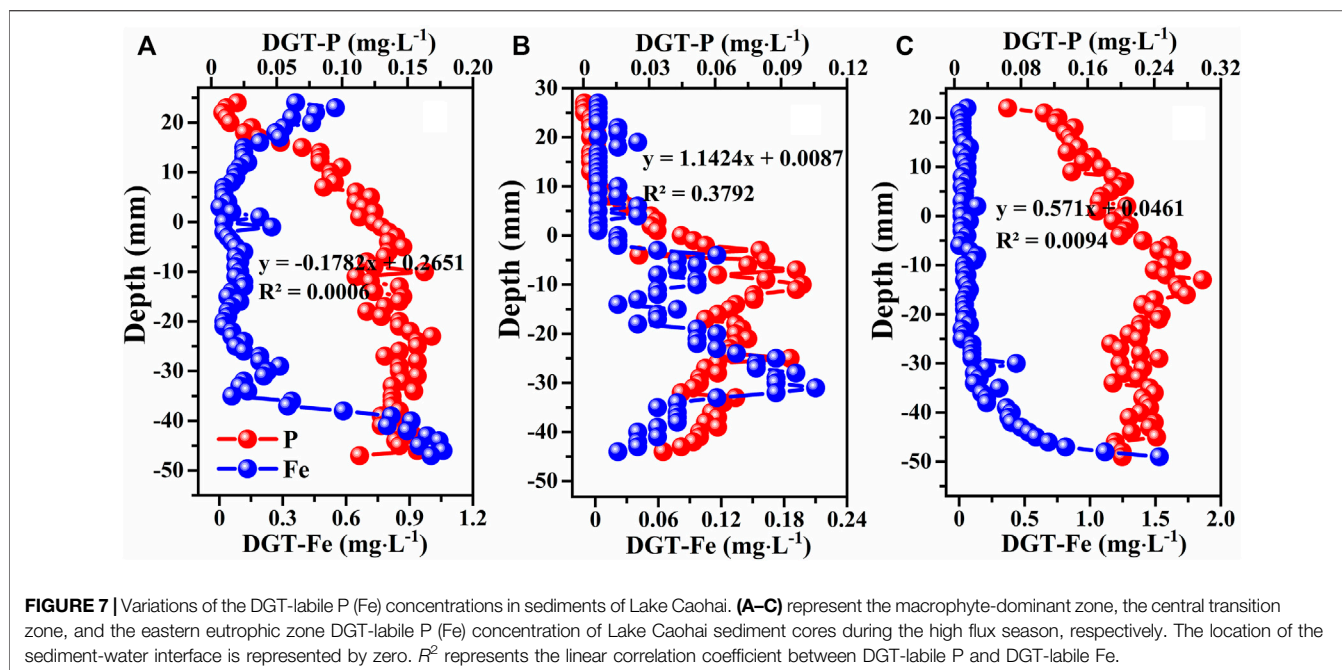 A
DGT-P (mg·L⁻¹)
0 0.05 0.10 0.15 0.20
20
10
0
-10
-20
-30
-40
-50
Depth (mm)
y = -0.1782x + 0.2651
R² = 0.0006
P
Fe
0 0.3 0.6 0.9 1.2
DGT-Fe (mg·L⁻¹)
B
DGT-P (mg·L⁻¹)
0 0.03 0.06 0.09 0.12
30
20
10
0
-10
-20
-30
-40
-50
Depth (mm)
y = 1.1424x + 0.0087
R² = 0.3792
0 0.06 0.12 0.18 0.24
DGT-Fe (mg·L⁻¹)
C
DGT-P (mg·L⁻¹)
0 0.08 0.16 0.24 0.32
20
10
0
-10
-20
-30
-40
-50
Depth (mm)
y = 0.571x + 0.0461
R² = 0.0094
0 0.5 1.0 1.5 2.0
DGT-Fe (mg·L⁻¹)
FIGURE 7 | Variations of the DGT-labile P (Fe) concentrations in sediments of Lake Caohai. (A–C) represent the macrophyte-dominant zone, the central transition
zone, and the eastern eutrophic zone DGT-labile P (Fe) concentration of Lake Caohai sediment cores during the high flux season, respectively. The location of the
sediment-water interface is represented by zero. R² represents the linear correlation coefficient between DGT-labile P and DGT-labile Fe.